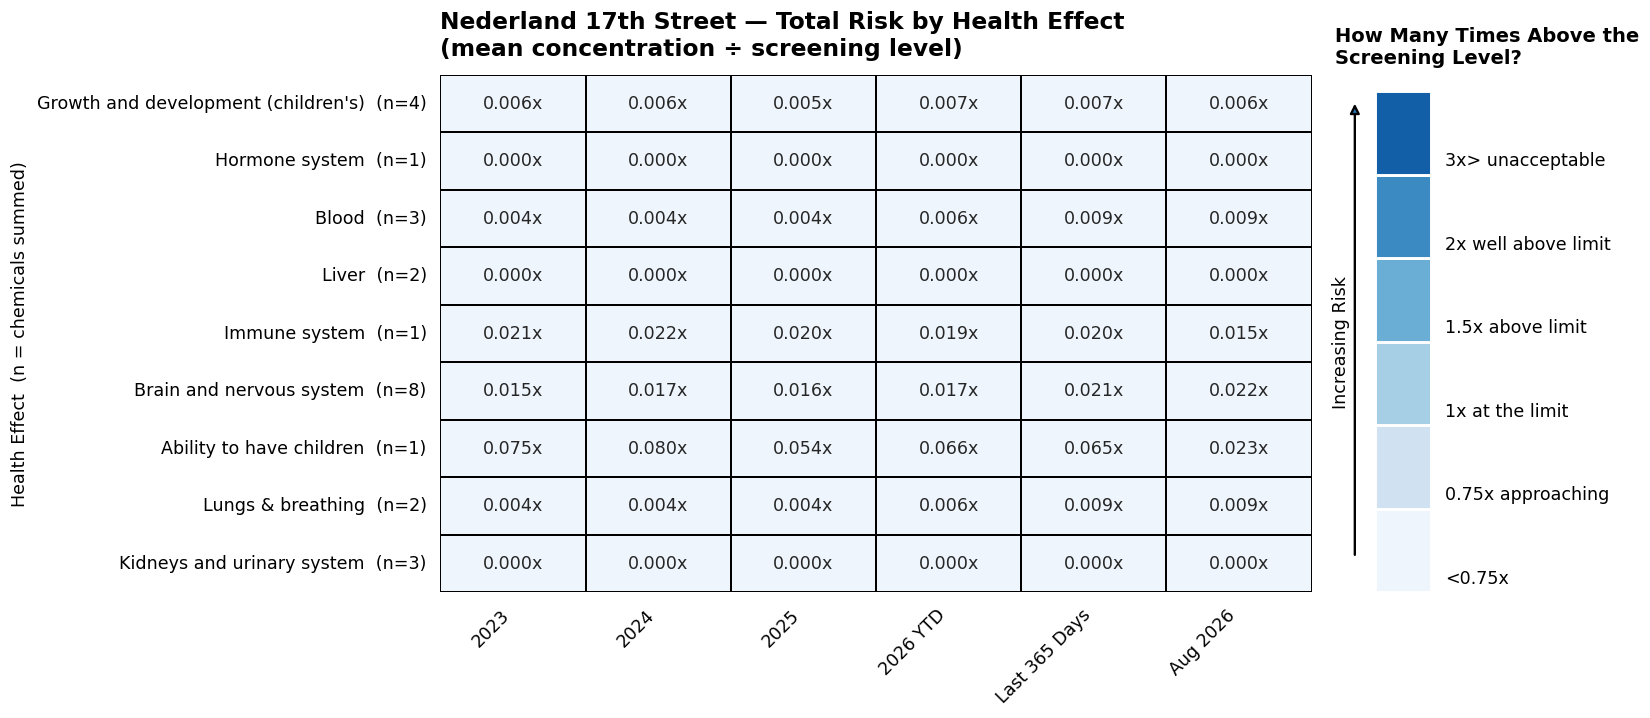 Nederland 17th Street — Total Risk by Health Effect
(mean concentration ÷ screening level)
How Many Times Above the
Screening Level?
Health Effect  (n = chemicals summed)
Growth and development (children's)  (n=4) 0.006x 0.006x 0.005x 0.007x 0.007x 0.006x
Hormone system  (n=1) 0.000x 0.000x 0.000x 0.000x 0.000x 0.000x
Blood  (n=3) 0.004x 0.004x 0.004x 0.006x 0.009x 0.009x
Liver  (n=2) 0.000x 0.000x 0.000x 0.000x 0.000x 0.000x
Immune system  (n=1) 0.021x 0.022x 0.020x 0.019x 0.020x 0.015x
Brain and nervous system  (n=8) 0.015x 0.017x 0.016x 0.017x 0.021x 0.022x
Ability to have children  (n=1) 0.075x 0.080x 0.054x 0.066x 0.065x 0.023x
Lungs & breathing  (n=2) 0.004x 0.004x 0.004x 0.006x 0.009x 0.009x
Kidneys and urinary system  (n=3) 0.000x 0.000x 0.000x 0.000x 0.000x 0.000x
2023 2024 2025 2026 YTD Last 365 Days Aug 2026
Increasing Risk
3x> unacceptable
2x well above limit
1.5x above limit
1x at the limit
0.75x approaching
<0.75x